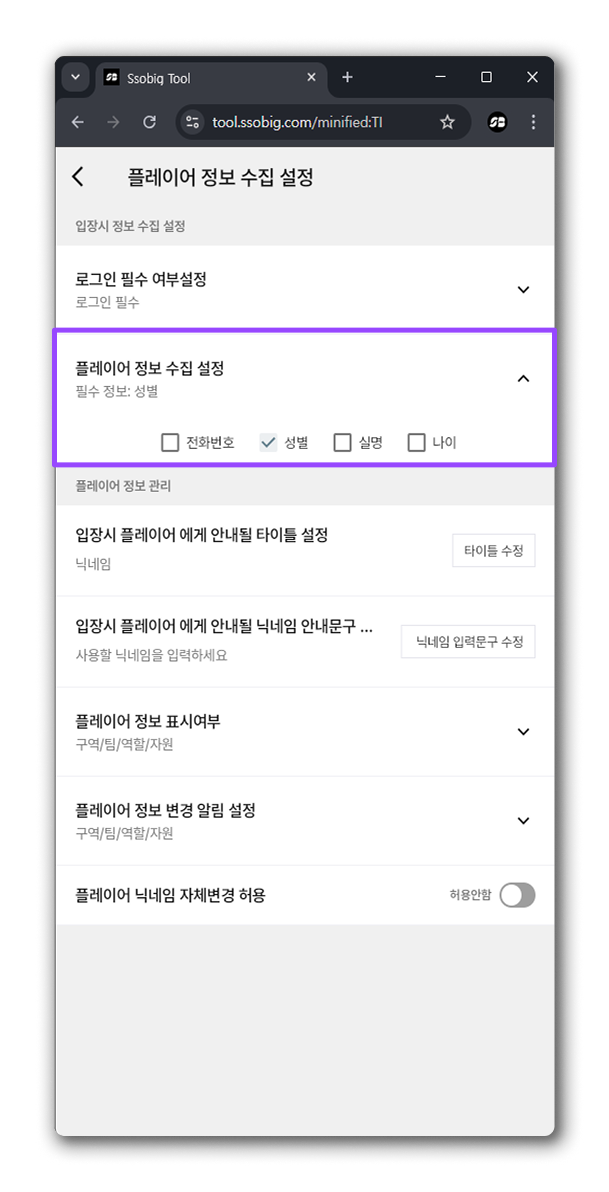 Ssobig Tool
tool.ssobig.com/minified:TI
플레이어 정보 수집 설정
입장시 정보 수집 설정
로그인 필수 여부설정
로그인 필수
플레이어 정보 수집 설정
필수 정보: 성별
전화번호 성별 실명 나이
플레이어 정보 관리
입장시 플레이어 에게 안내될 타이틀 설정
닉네임
타이틀 수정
입장시 플레이어 에게 안내될 닉네임 안내문구 ...
사용할 닉네임을 입력하세요
닉네임 입력문구 수정
플레이어 정보 표시여부
구역/팀/역할/자원
플레이어 정보 변경 알림 설정
구역/팀/역할/자원
플레이어 닉네임 자체변경 허용
허용안함